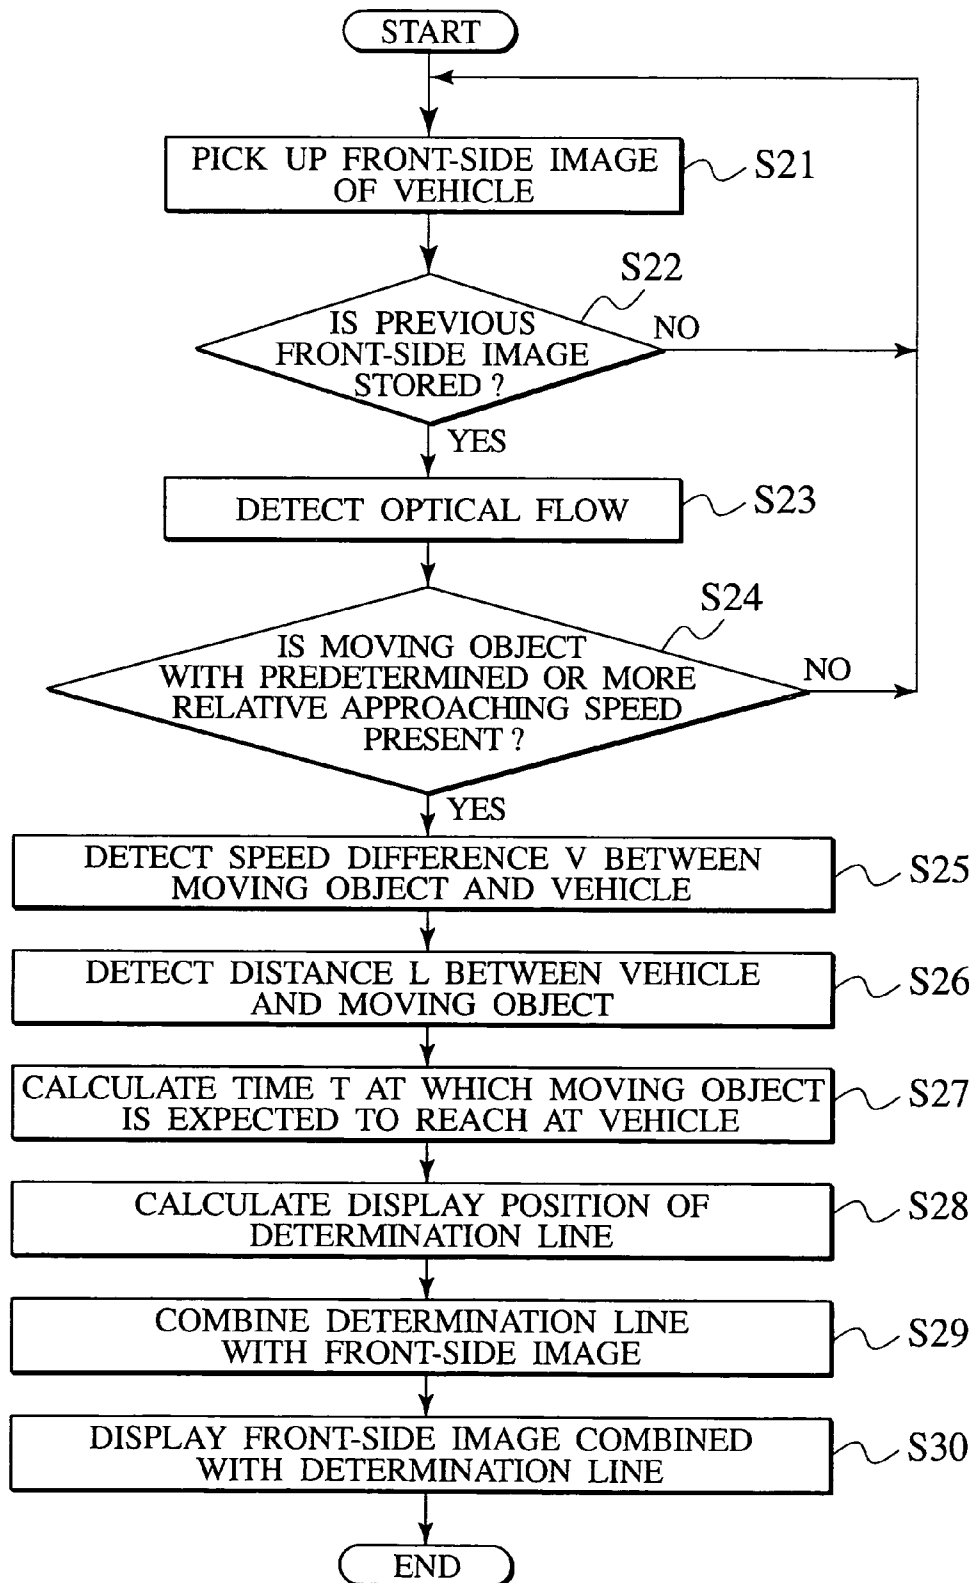 START
PICK UP FRONT-SIDE IMAGE
OF VEHICLE
S21
S22
IS PREVIOUS
FRONT-SIDE IMAGE
STORED ?
NO
YES
DETECT OPTICAL FLOW
S23
S24
IS MOVING OBJECT
WITH PREDETERMINED OR MORE
RELATIVE APPROACHING SPEED
PRESENT ?
NO
YES
DETECT SPEED DIFFERENCE V BETWEEN
MOVING OBJECT AND VEHICLE
S25
DETECT DISTANCE L BETWEEN VEHICLE
AND MOVING OBJECT
S26
CALCULATE TIME T AT WHICH MOVING OBJECT
IS EXPECTED TO REACH AT VEHICLE
S27
CALCULATE DISPLAY POSITION OF
DETERMINATION LINE
S28
COMBINE DETERMINATION LINE
WITH FRONT-SIDE IMAGE
S29
DISPLAY FRONT-SIDE IMAGE COMBINED
WITH DETERMINATION LINE
S30
END